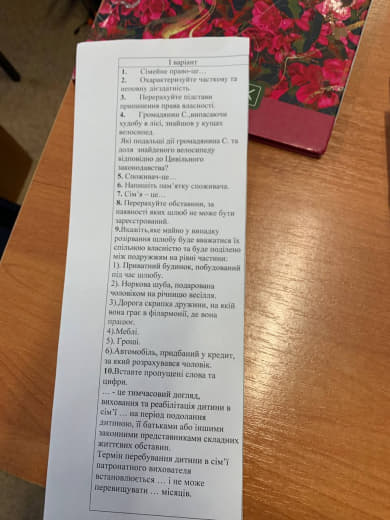 I варіант
1. Сімейне право-це…
2. Охарактеризуйте часткову та
неповну дієздатність.
3. Перерахуйте підстави
припинення права власності.
4. Громадянин С.,випасаючи
худобу в лісі, знайшов у кущах
велосипед.
Які подальші дії громадянина С. та
доля знайденого велосипеду
відповідно до Цивільного
законодавства?
5. Споживач-це…
6. Напишіть пам’ятку споживача.
7. Сім’я – це…
8. Перерахуйте обставини, за
наявності яких шлюб не може бути
зареєстрований.
9.Вкажіть,яке майно у випадку
розірвання шлюбу буде вважатися їх
спільною власністю та буде поділено
між подружжям на рівні частини:
1). Приватний будинок, побудований
під час шлюбу.
2). Норкова шуба, подарована
чоловіком на річницю весілля.
3).Дорога скрипка дружини, на якій
вона грає в філармонії, де вона
працює.
4).Меблі.
5). Гроші.
6).Автомобіль, придбаний у кредит,
за який розрахувався чоловік.
10.Вставте пропущені слова та
цифри.
… - це тимчасовий догляд,
виховання та реабілітація дитини в
сім’ї … на період подолання
дитиною, її батьками або іншими
законними представниками складних
життєвих обставин.
Термін перебування дитини в сім’ї
патронатного вихователя
встановлюється … і не може
перевищувати … місяців.